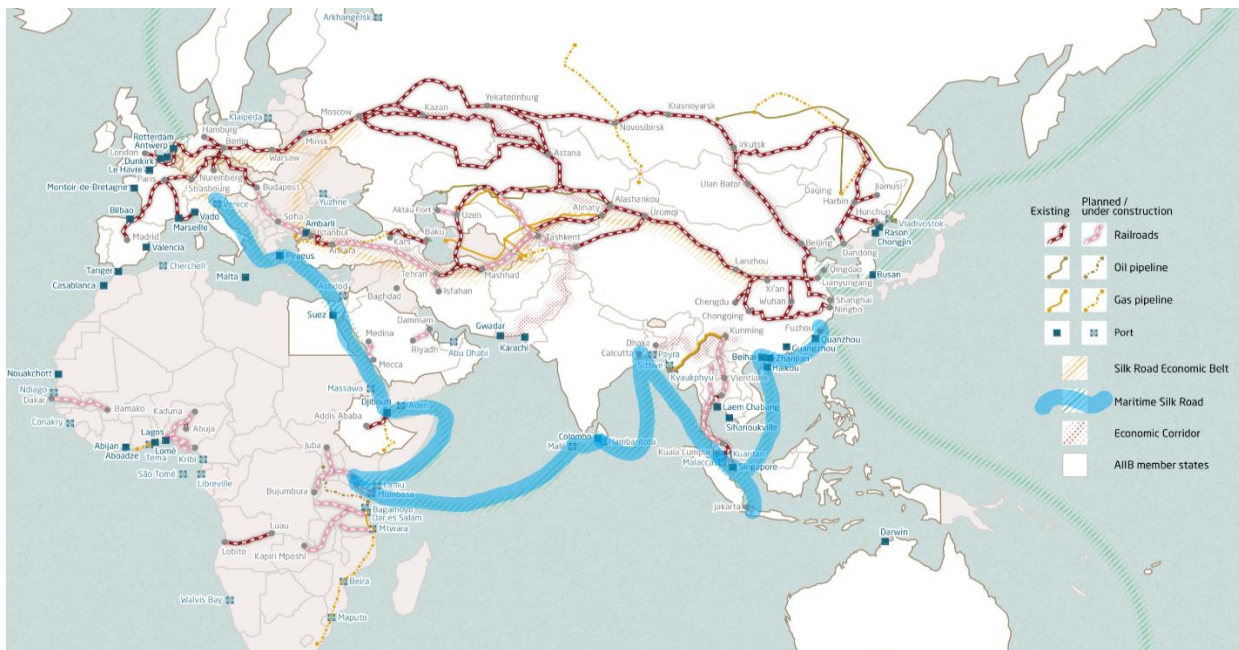 Arkhangelsk
Klaipėda
Moscow
Kazan
Yekaterinburg
Krasnoyarsk
Novosibirsk
Irkutsk
Rotterdam
Antwerp
London
Dunkirk
Le Havre
Paris
Montoir-de-Bretagne
Hamburg
Berlin
Warsaw
Minsk
Nuremberg
Strasbourg
Budapest
Venice
Astana
Ulan Bator
Daqing
Jiamusi
Harbin
Hunchun
Vladivostok
Rason
Chongjin
Bilbao
Madrid
Vado
Marseille
Valencia
Yuzhne
Sofia
Ambarli
Istanbul
Ankara
Aktau Port
Uzen
Baku
Kars
Almaty
Alashankou
Ürümqi
Tashkent
Beijing
Dandong
Tanger
Casablanca
Cherchell
Malta
Piraeus
Tehran
Mashhad
Isfahan
Lanzhou
Xi'an
Qingdao
Lianyungang
Busan
Ashdod
Baghdad
Suez
Chengdu
Chongqing
Wuhan
Shanghai
Ningbo
Medina
Dammam
Riyadh
Mecca
Abu Dhabi
Gwadar
Karachi
Dhaka
Calcutta
Payra
Sittwe
Kyaukphyu
Kunming
Fuzhou
Quanzhou
Guangzhou
Beihai
Zhanjian
Haikou
Vientiane
Nouakchott
Ndiago
Dakar
Bamako
Conakry
Kaduna
Abuja
Lagos
Abijan
Lomé
Aboadze
Tema
Kribi
São Tomé
Libreville
Massawa
Djibouti
Aden
Addis Ababa
Juba
Colombo
Hambantota
Malé
Laem Chabang
Sihanoukville
Kuala Lumpur
Kuantan
Malacca
Singapore
Jakarta
Lamu
Mombasa
Bujumbura
Bagamoyo
Dar es Salam
Mtwara
Luau
Lobito
Kapiri Mposhi
Walvis Bay
Beira
Maputo
Darwin
Existing
Planned /
under construction
Railroads
Oil pipeline
Gas pipeline
Port
Silk Road Economic Belt
Maritime Silk Road
Economic Corridor
AIIB member states